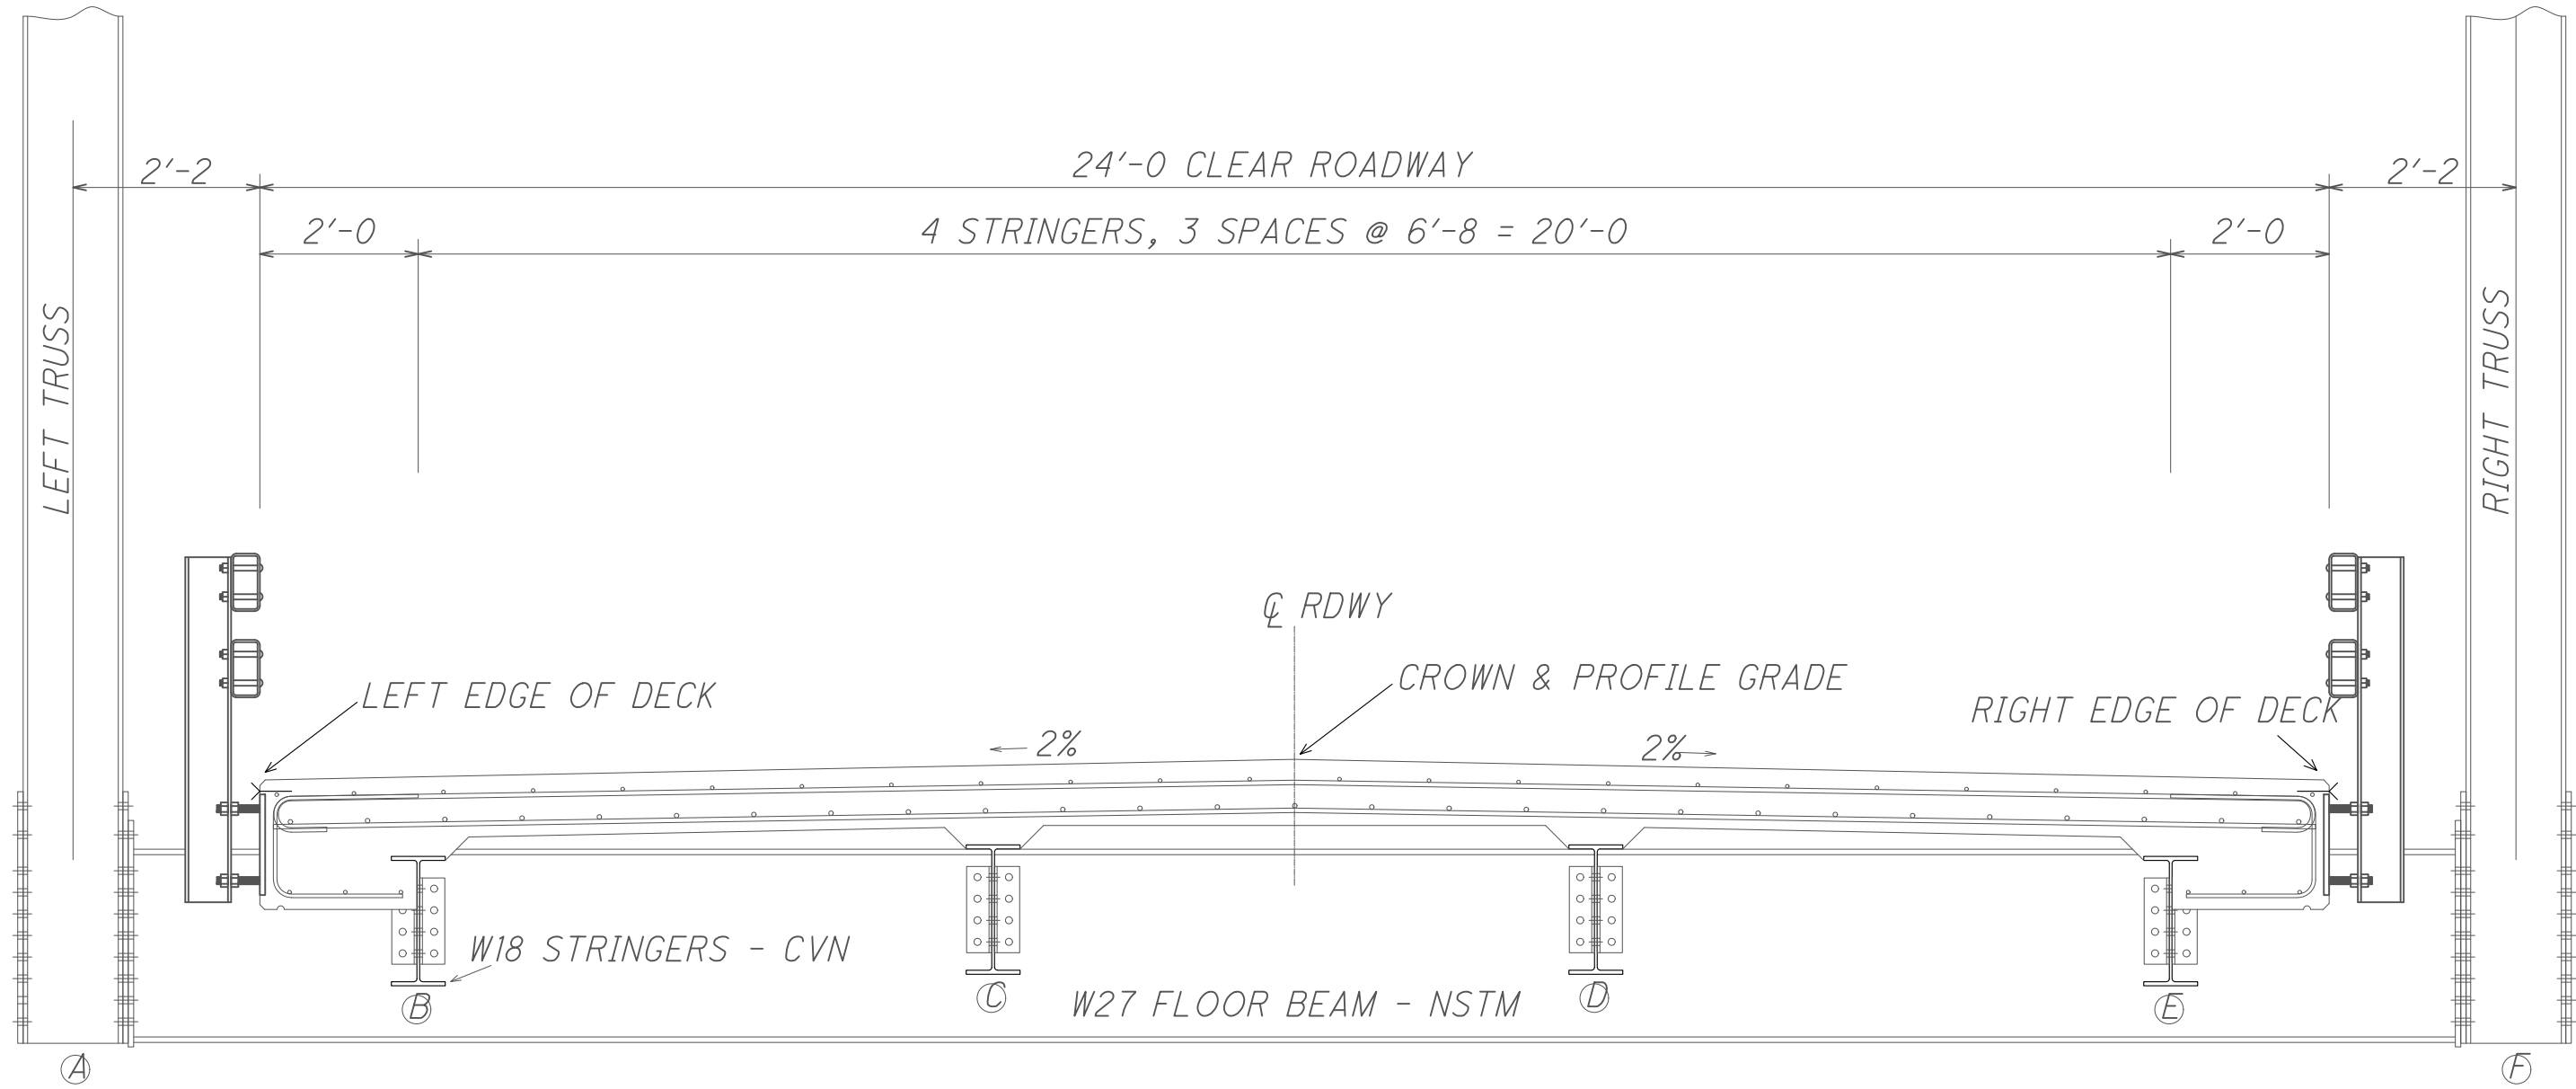 2'-2
24'-0 CLEAR ROADWAY
2'-2
2'-0
4 STRINGERS, 3 SPACES @ 6'-8 = 20'-0
2'-0
LEFT TRUSS
RIGHT TRUSS
℄ RDWY
CROWN & PROFILE GRADE
LEFT EDGE OF DECK
RIGHT EDGE OF DECK
2%
2%
W18 STRINGERS - CVN
W27 FLOOR BEAM - NSTM
A
B
C
D
E
F